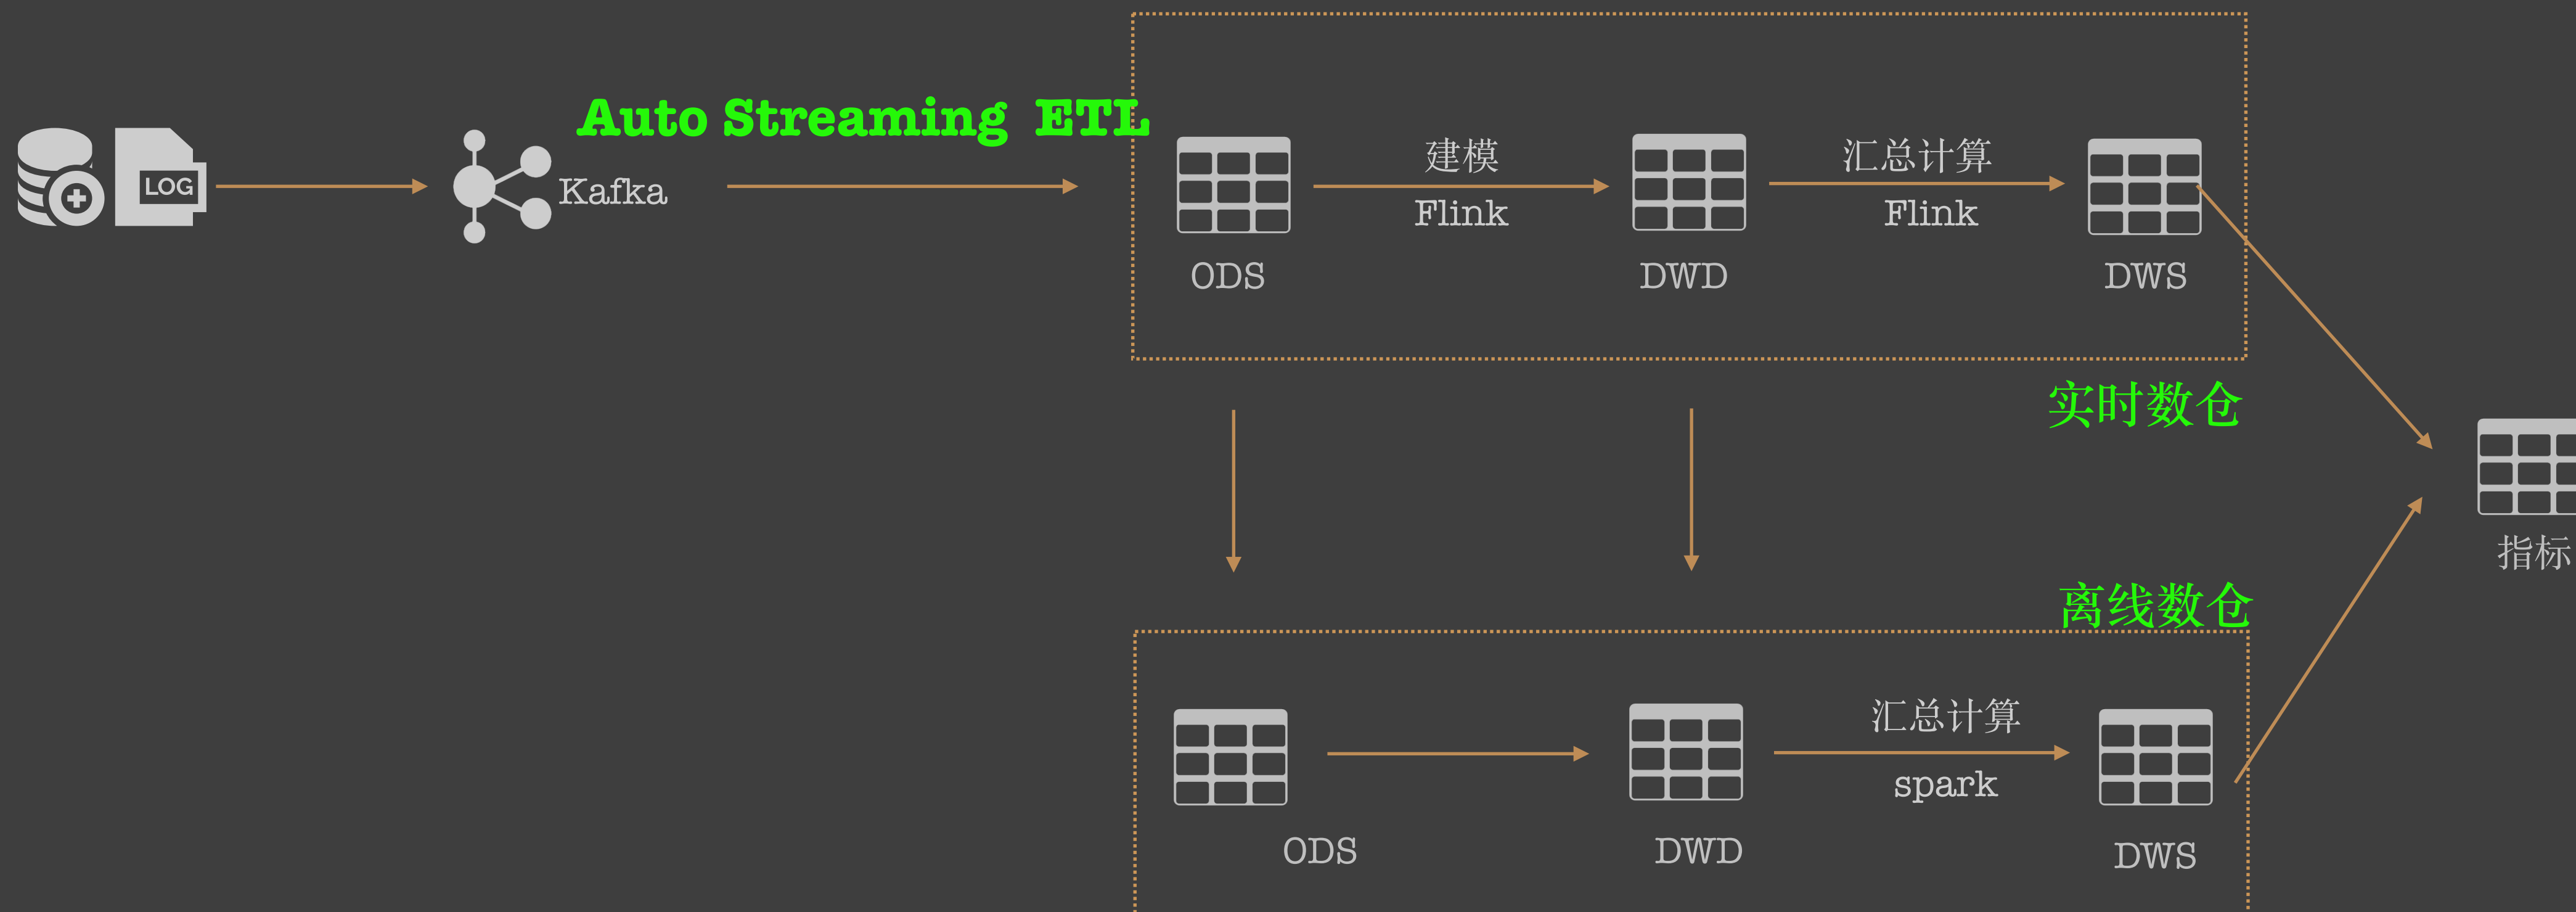 Auto Streaming ETL
LOG
Kafka
建模
Flink
汇总计算
Flink
ODS
DWD
DWS
实时数仓
指标
离线数仓
汇总计算
spark
ODS
DWD
DWS